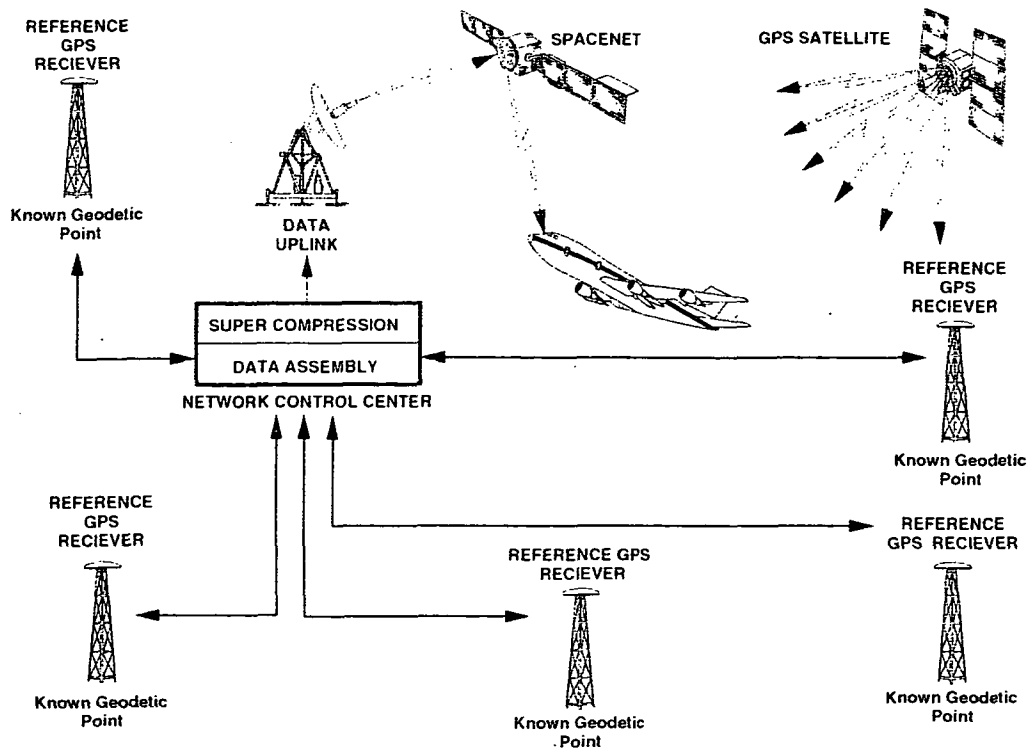 REFERENCE
GPS
RECIEVER
Known Geodetic
Point
SPACENET
GPS SATELLITE
DATA
UPLINK
SUPER COMPRESSION
DATA ASSEMBLY
NETWORK CONTROL CENTER
REFERENCE
GPS
RECIEVER
Known Geodetic
Point
REFERENCE
GPS
RECIEVER
Known Geodetic
Point
REFERENCE GPS
RECIEVER
Known Geodetic
Point
REFERENCE
GPS RECIEVER
Known Geodetic
Point